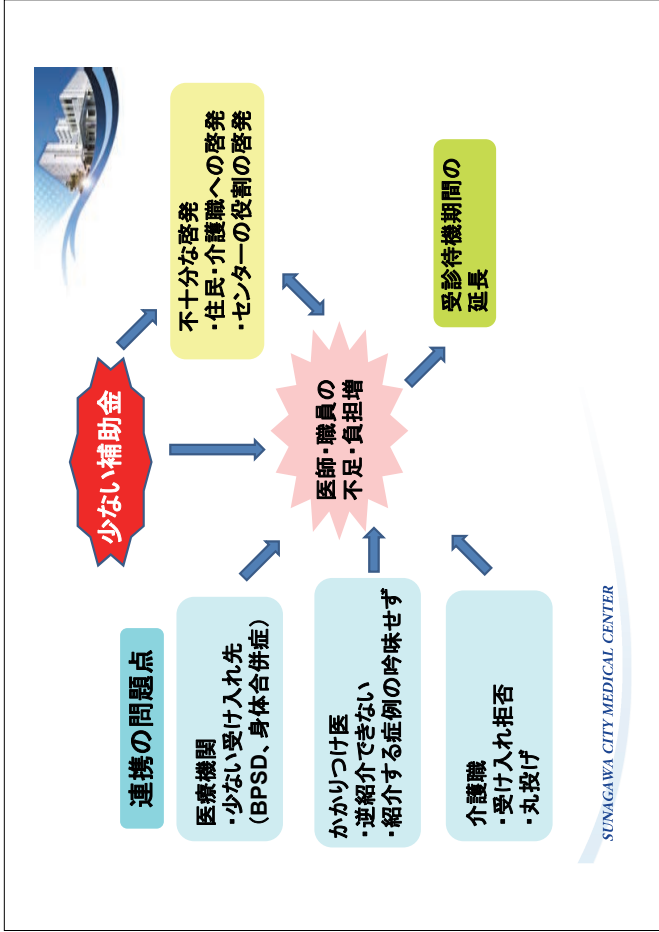 連携の問題点
少ない補助金
医療機関
・少ない受け入れ先
（BPSD、身体合併症）
かかりつけ医
・逆紹介できない
・紹介する症例の吟味せず
介護職
・受け入れ拒否
・丸投げ
医師・職員の
不足・負担増
不十分な啓発
・住民・介護職への啓発
・センターの役割の啓発
受診待機期間の
延長
SUNAGAWA CITY MEDICAL CENTER